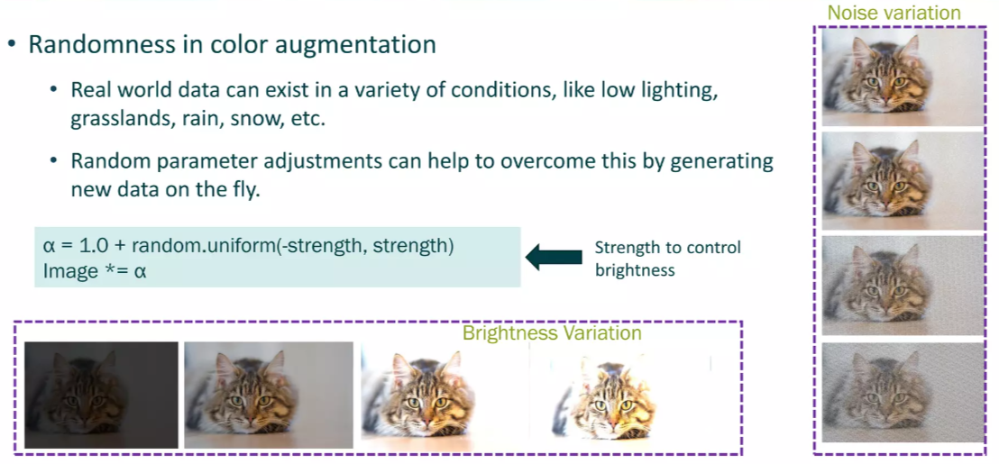 Noise variation
• Randomness in color augmentation
• Real world data can exist in a variety of conditions, like low lighting,
grasslands, rain, snow, etc.
• Random parameter adjustments can help to overcome this by generating
new data on the fly.
α = 1.0 + random.uniform(-strength, strength)
Image *= α
Strength to control
brightness
Brightness Variation